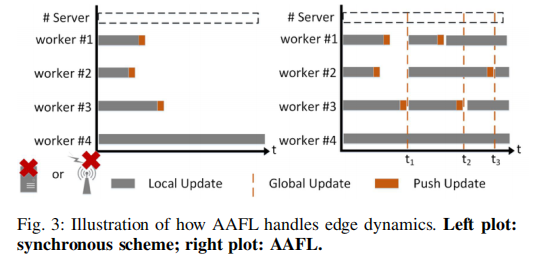 # Server
worker #1
worker #2
worker #3
worker #4
t
or
# Server
worker #1
worker #2
worker #3
worker #4
t₁ t₂ t₃ t
Local Update Global Update Push Update
Fig. 3: Illustration of how AAFL handles edge dynamics. Left plot:
synchronous scheme; right plot: AAFL.